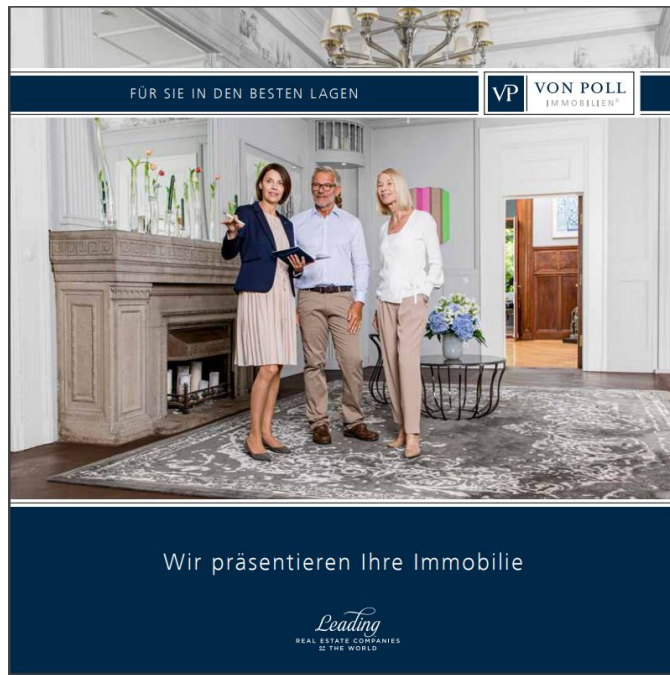 FÜR SIE IN DEN BESTEN LAGEN
VP
VON POLL
IMMOBILIEN®
Wir präsentieren Ihre Immobilie
Leading
REAL ESTATE COMPANIES
OF THE WORLD